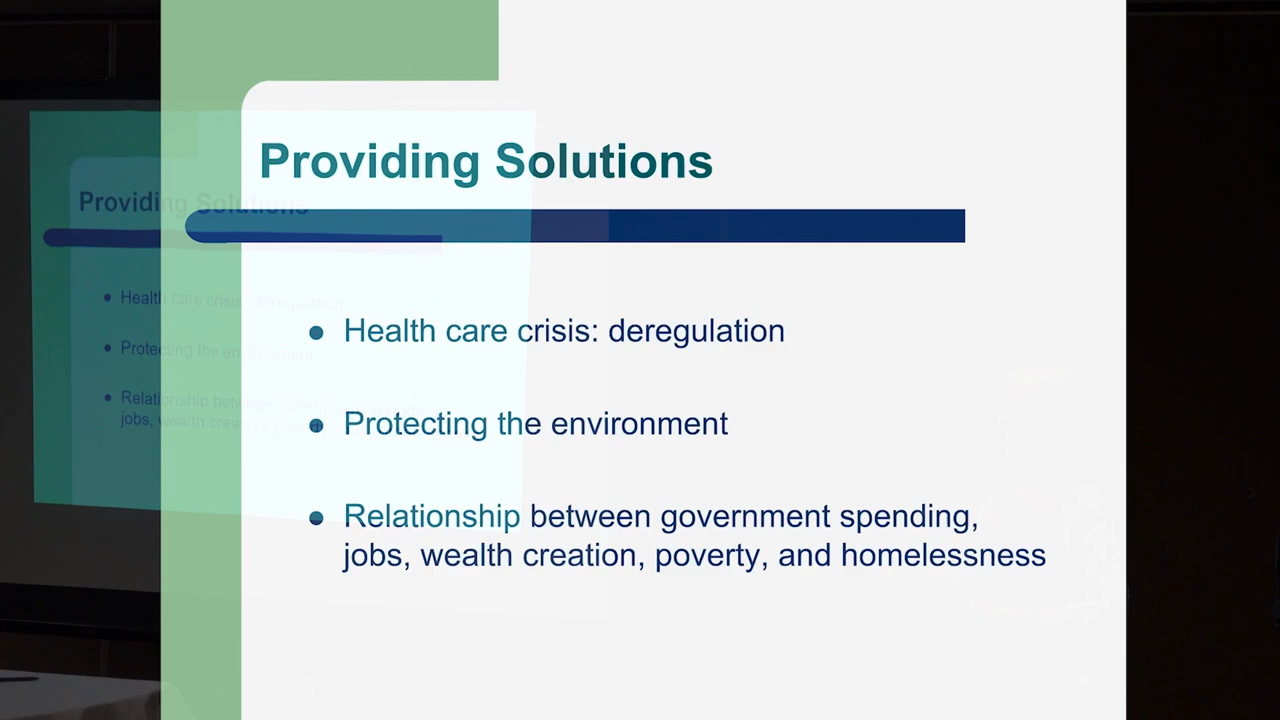 Providing Solutions
Health care crisis: deregulation
Protecting the environment
Relationship between government spending,
jobs, wealth creation, poverty, and homelessness